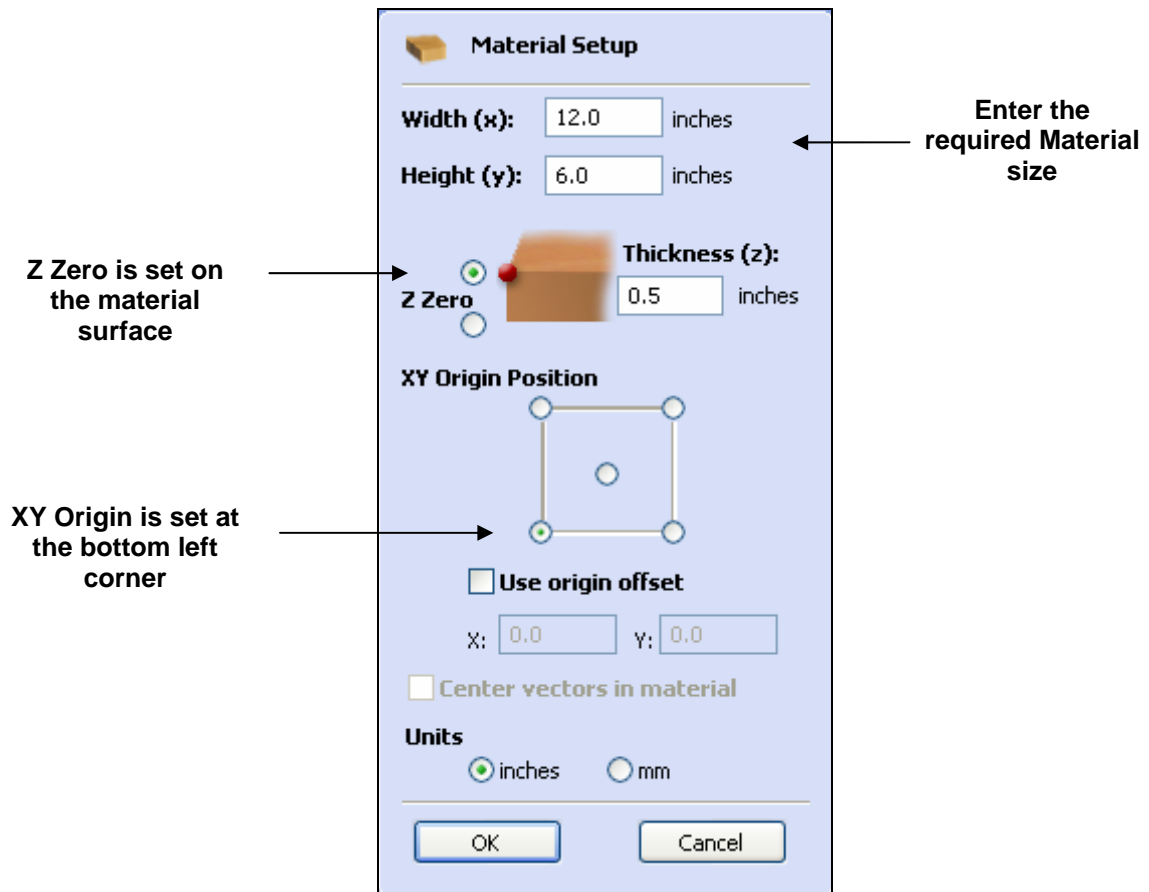 Material Setup
Width (x): 12.0 inches
Enter the
required Material
size
Height (y): 6.0 inches
Z Zero is set on
the material
surface
Thickness (z):
Z Zero
0.5 inches
XY Origin Position
XY Origin is set at
the bottom left
corner
Use origin offset
X: 0.0 Y: 0.0
Center vectors in material
Units
inches mm
OK Cancel